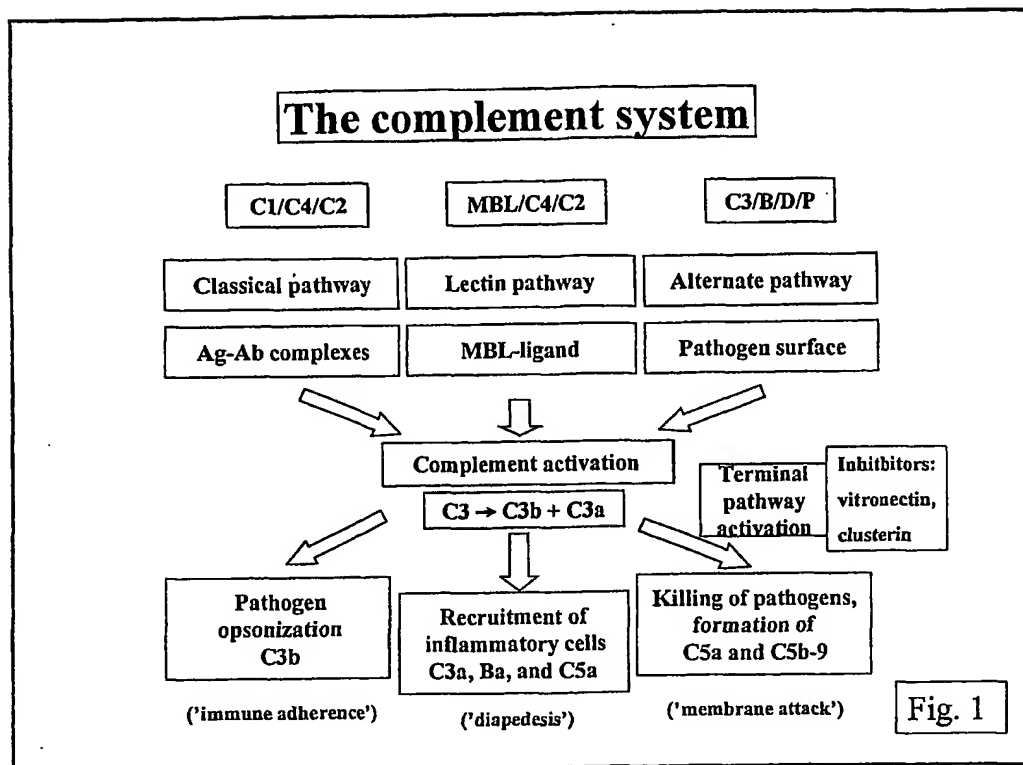 The complement system
C1/C4/C2
MBL/C4/C2
C3/B/D/P
Classical pathway
Lectin pathway
Alternate pathway
Ag-Ab complexes
MBL-ligand
Pathogen surface
Complement activation
C3 → C3b + C3a
Terminal
pathway
activation
Inhitbitors:
vitronectin,
clusterin
Pathogen
opsonization
C3b
('immune adherence')
Recruitment of
inflammatory cells
C3a, Ba, and C5a
('diapedesis')
Killing of pathogens,
formation of
C5a and C5b-9
('membrane attack')
Fig. 1